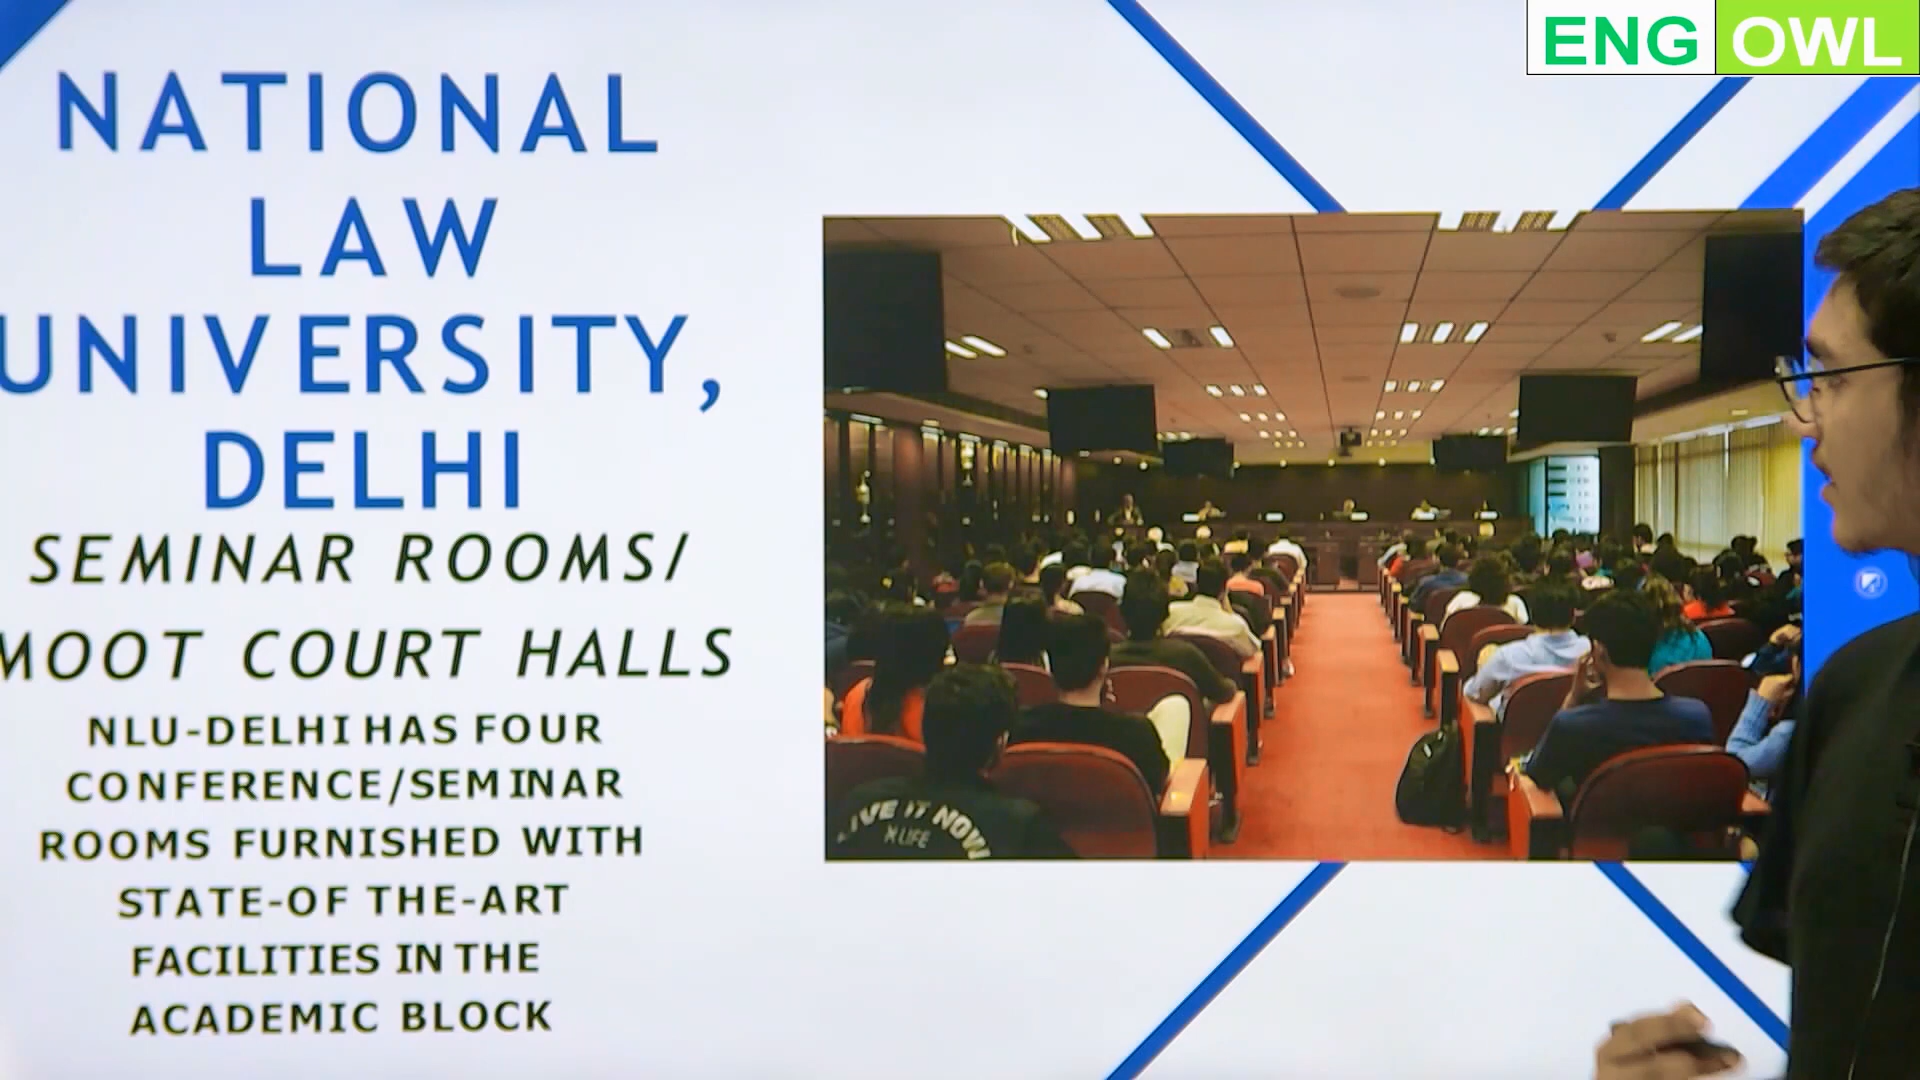 ENG OWL
NATIONAL
LAW
UNIVERSITY,
DELHI
SEMINAR ROOMS/
MOOT COURT HALLS
NLU-DELHI HAS FOUR
CONFERENCE/SEMINAR
ROOMS FURNISHED WITH
STATE-OF THE-ART
FACILITIES IN THE
ACADEMIC BLOCK
LIVE IT NOW
X LIFE